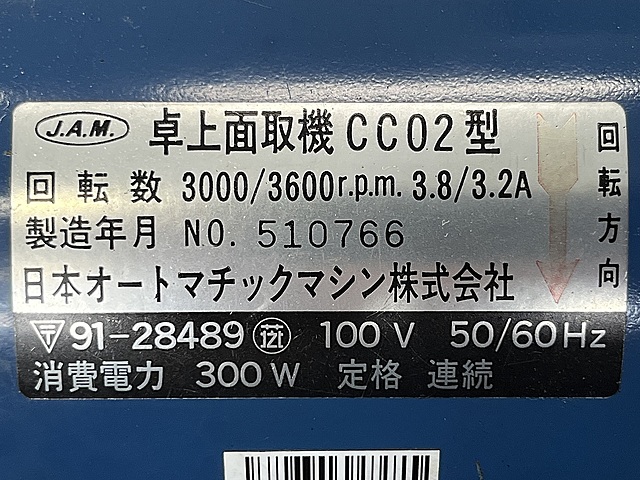 J.A.M. 卓上面取機 CC02型
回転数 3000/3600r.p.m. 3.8/3.2A
製造年月 NO. 510766
日本オートマチックマシン株式会社
〒91-28489 100V 50/60Hz
消費電力 300W 定格 連続
回転方向